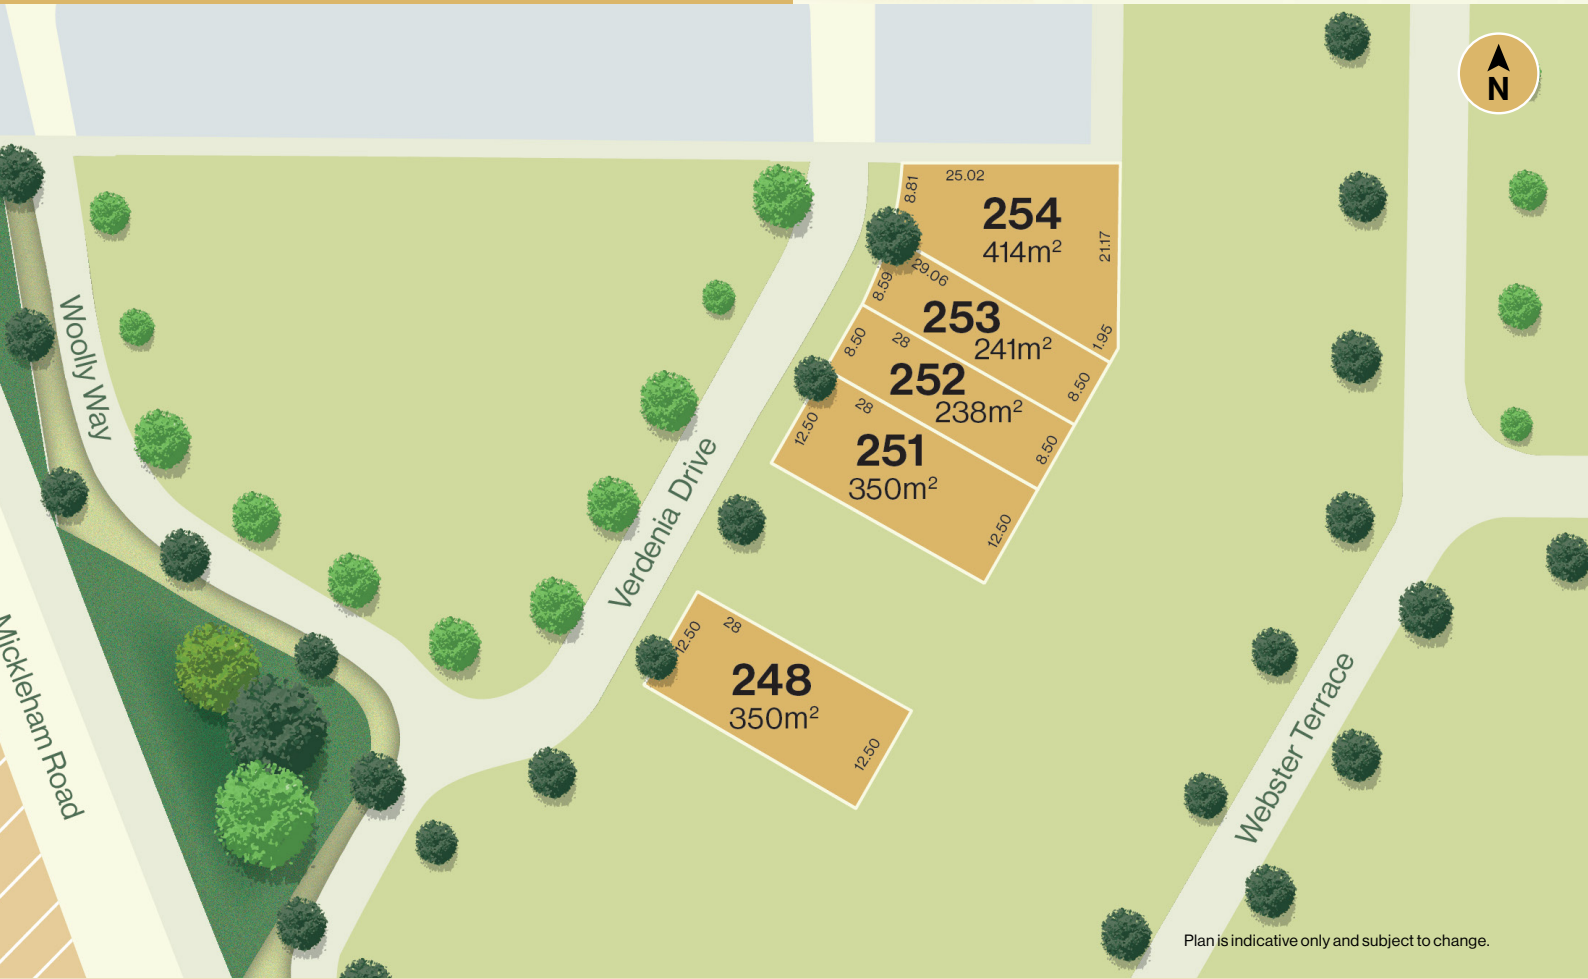 N
25.02
8.81
254
414m²
21.17
29.06
8.59
253
241m²
1.95
8.50
28
252
238m²
8.50
28
12.50
251
350m²
8.50
12.50
12.50
28
248
350m²
12.50
Woolly Way
Verdenia Drive
Mickleham Road
Webster Terrace
Plan is indicative only and subject to change.